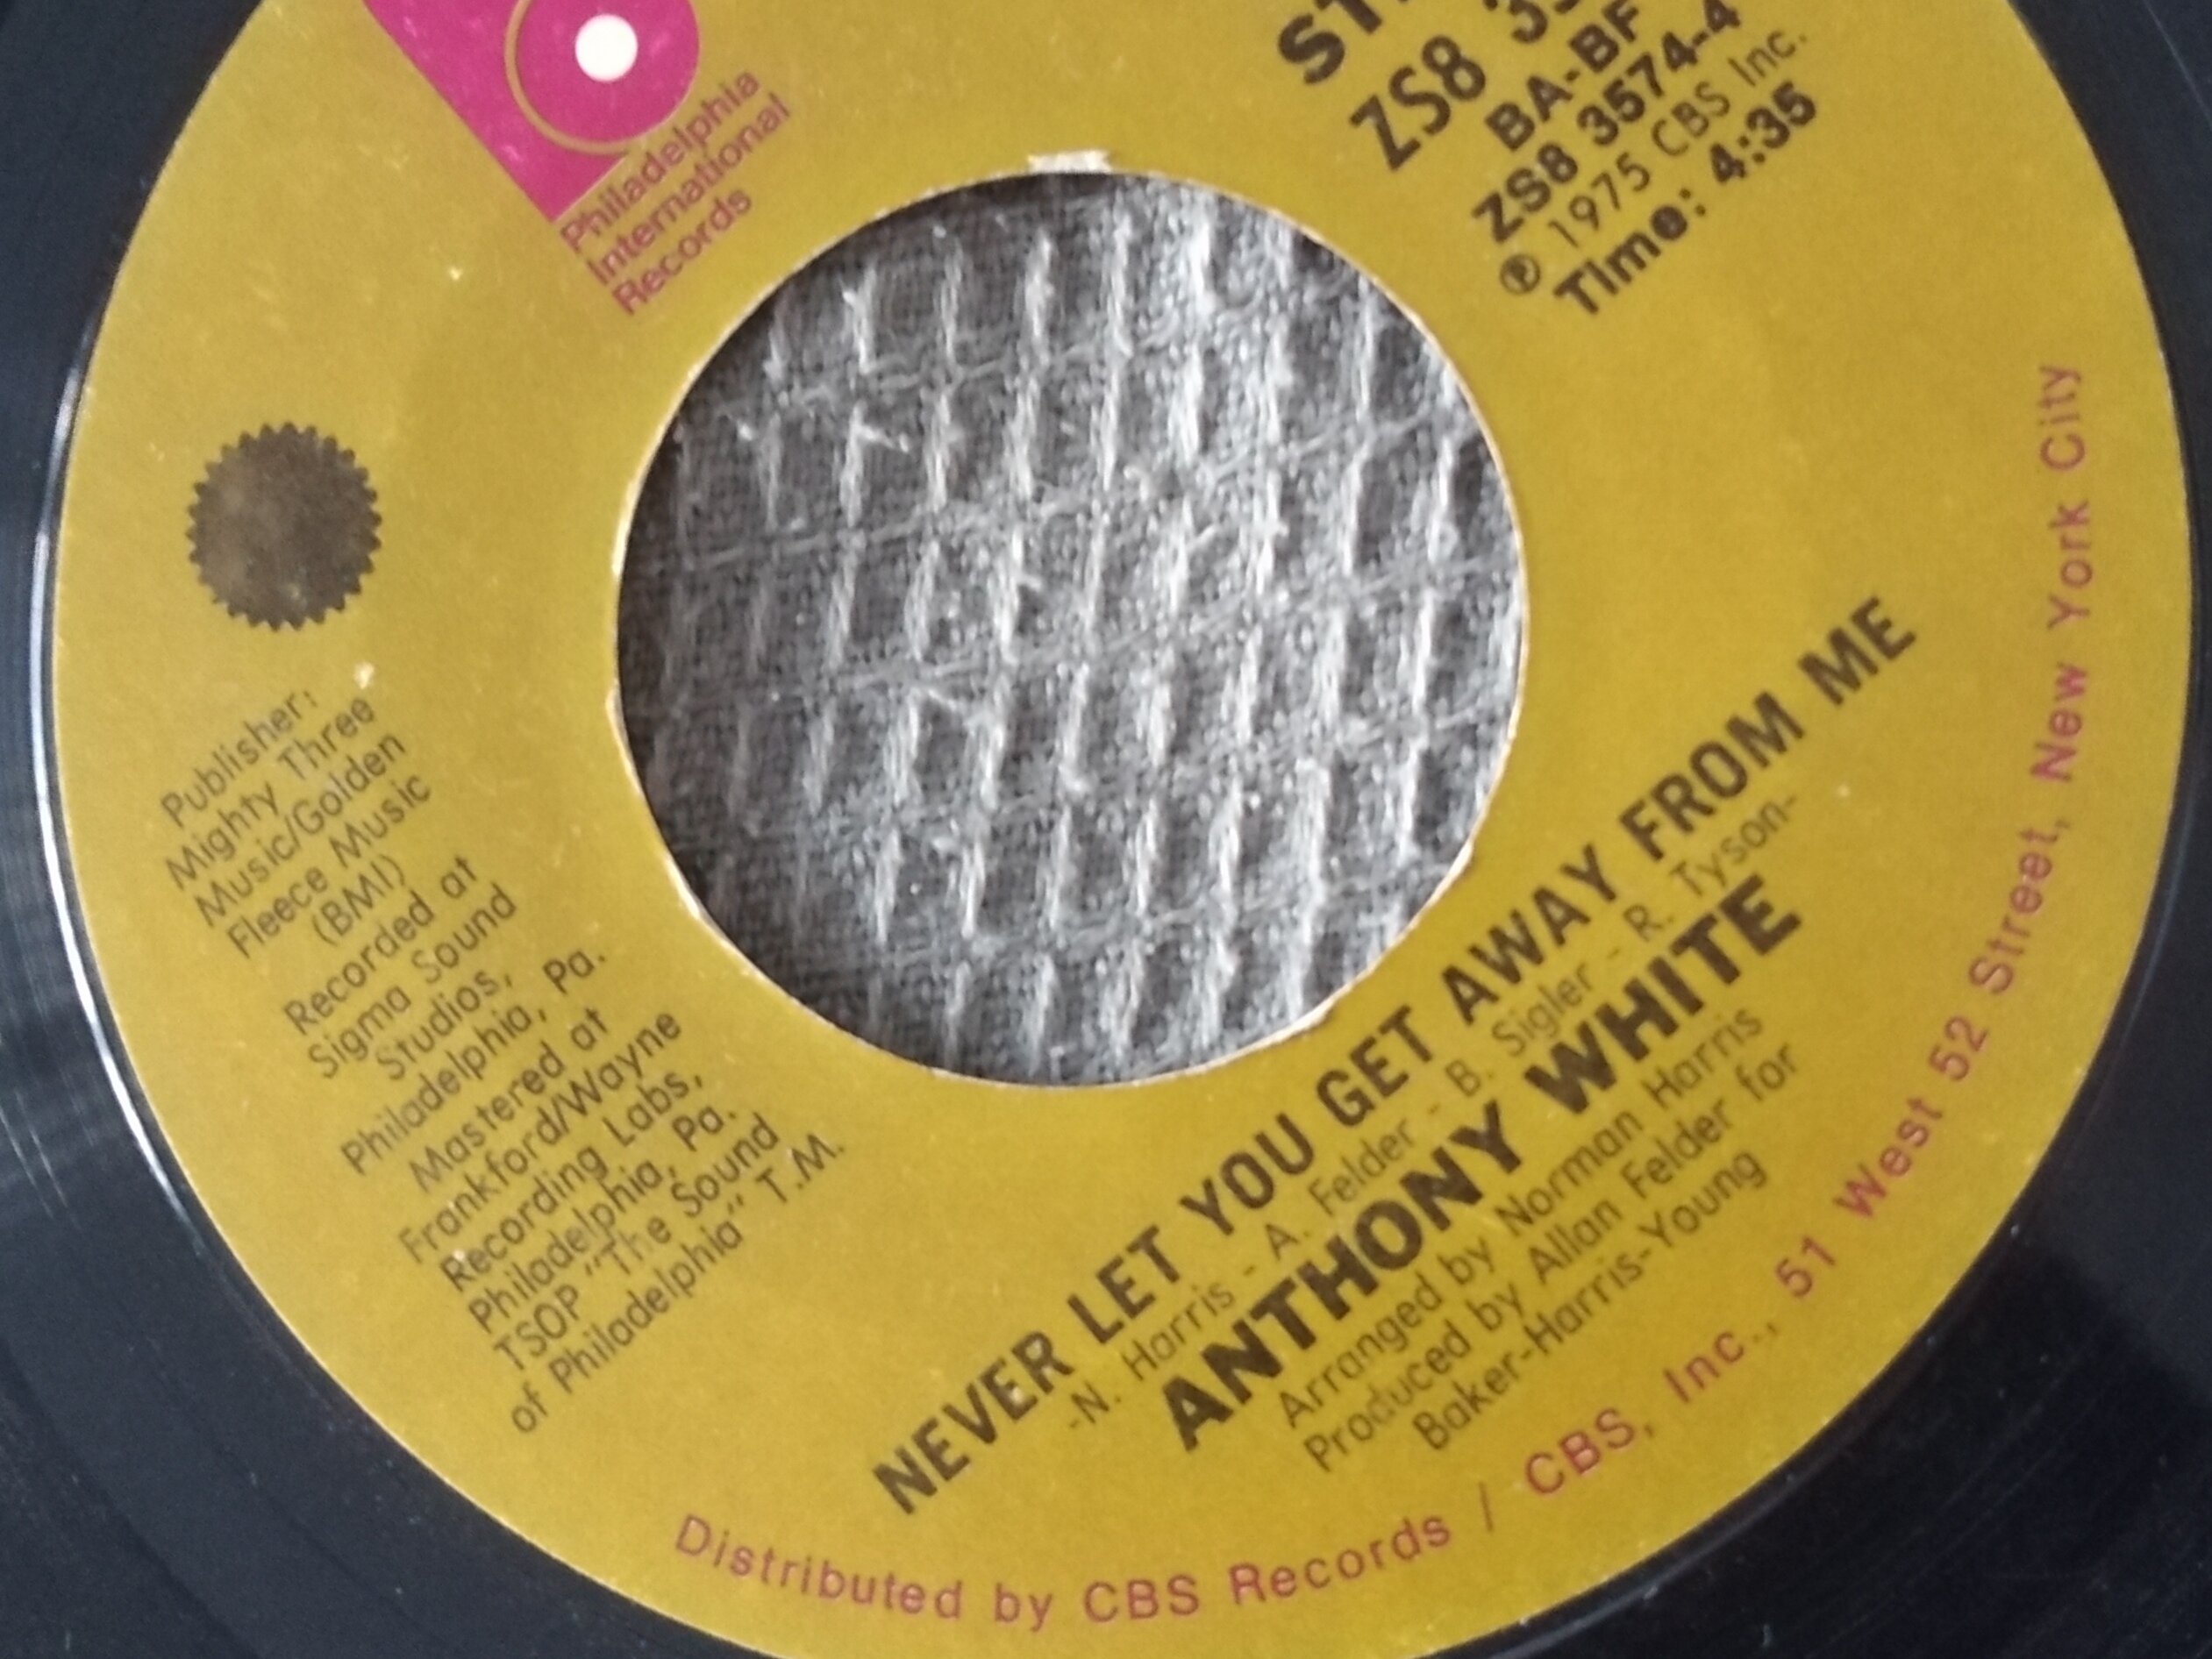 Philadelphia
International
Records
ZS8
BA-BF
ZS8 3574-4
℗ 1975 CBS Inc.
Time: 4:35
Publisher:
Mighty Three
Music/Golden
Fleece Music
(BMI)
Recorded at
Sigma Sound
Studios,
Philadelphia, Pa.
Mastered at
Frankford/Wayne
Recording Labs,
Philadelphia, Pa.
TSOP "The Sound
of Philadelphia" T.M.
NEVER LET YOU GET AWAY FROM ME
-N. Harris - A. Felder - B. Sigler - R. Tyson-
ANTHONY WHITE
Arranged by Norman Harris
Produced by Allan Felder for
Baker-Harris-Young
Distributed by CBS Records / CBS, Inc., 51 West 52 Street, New York City